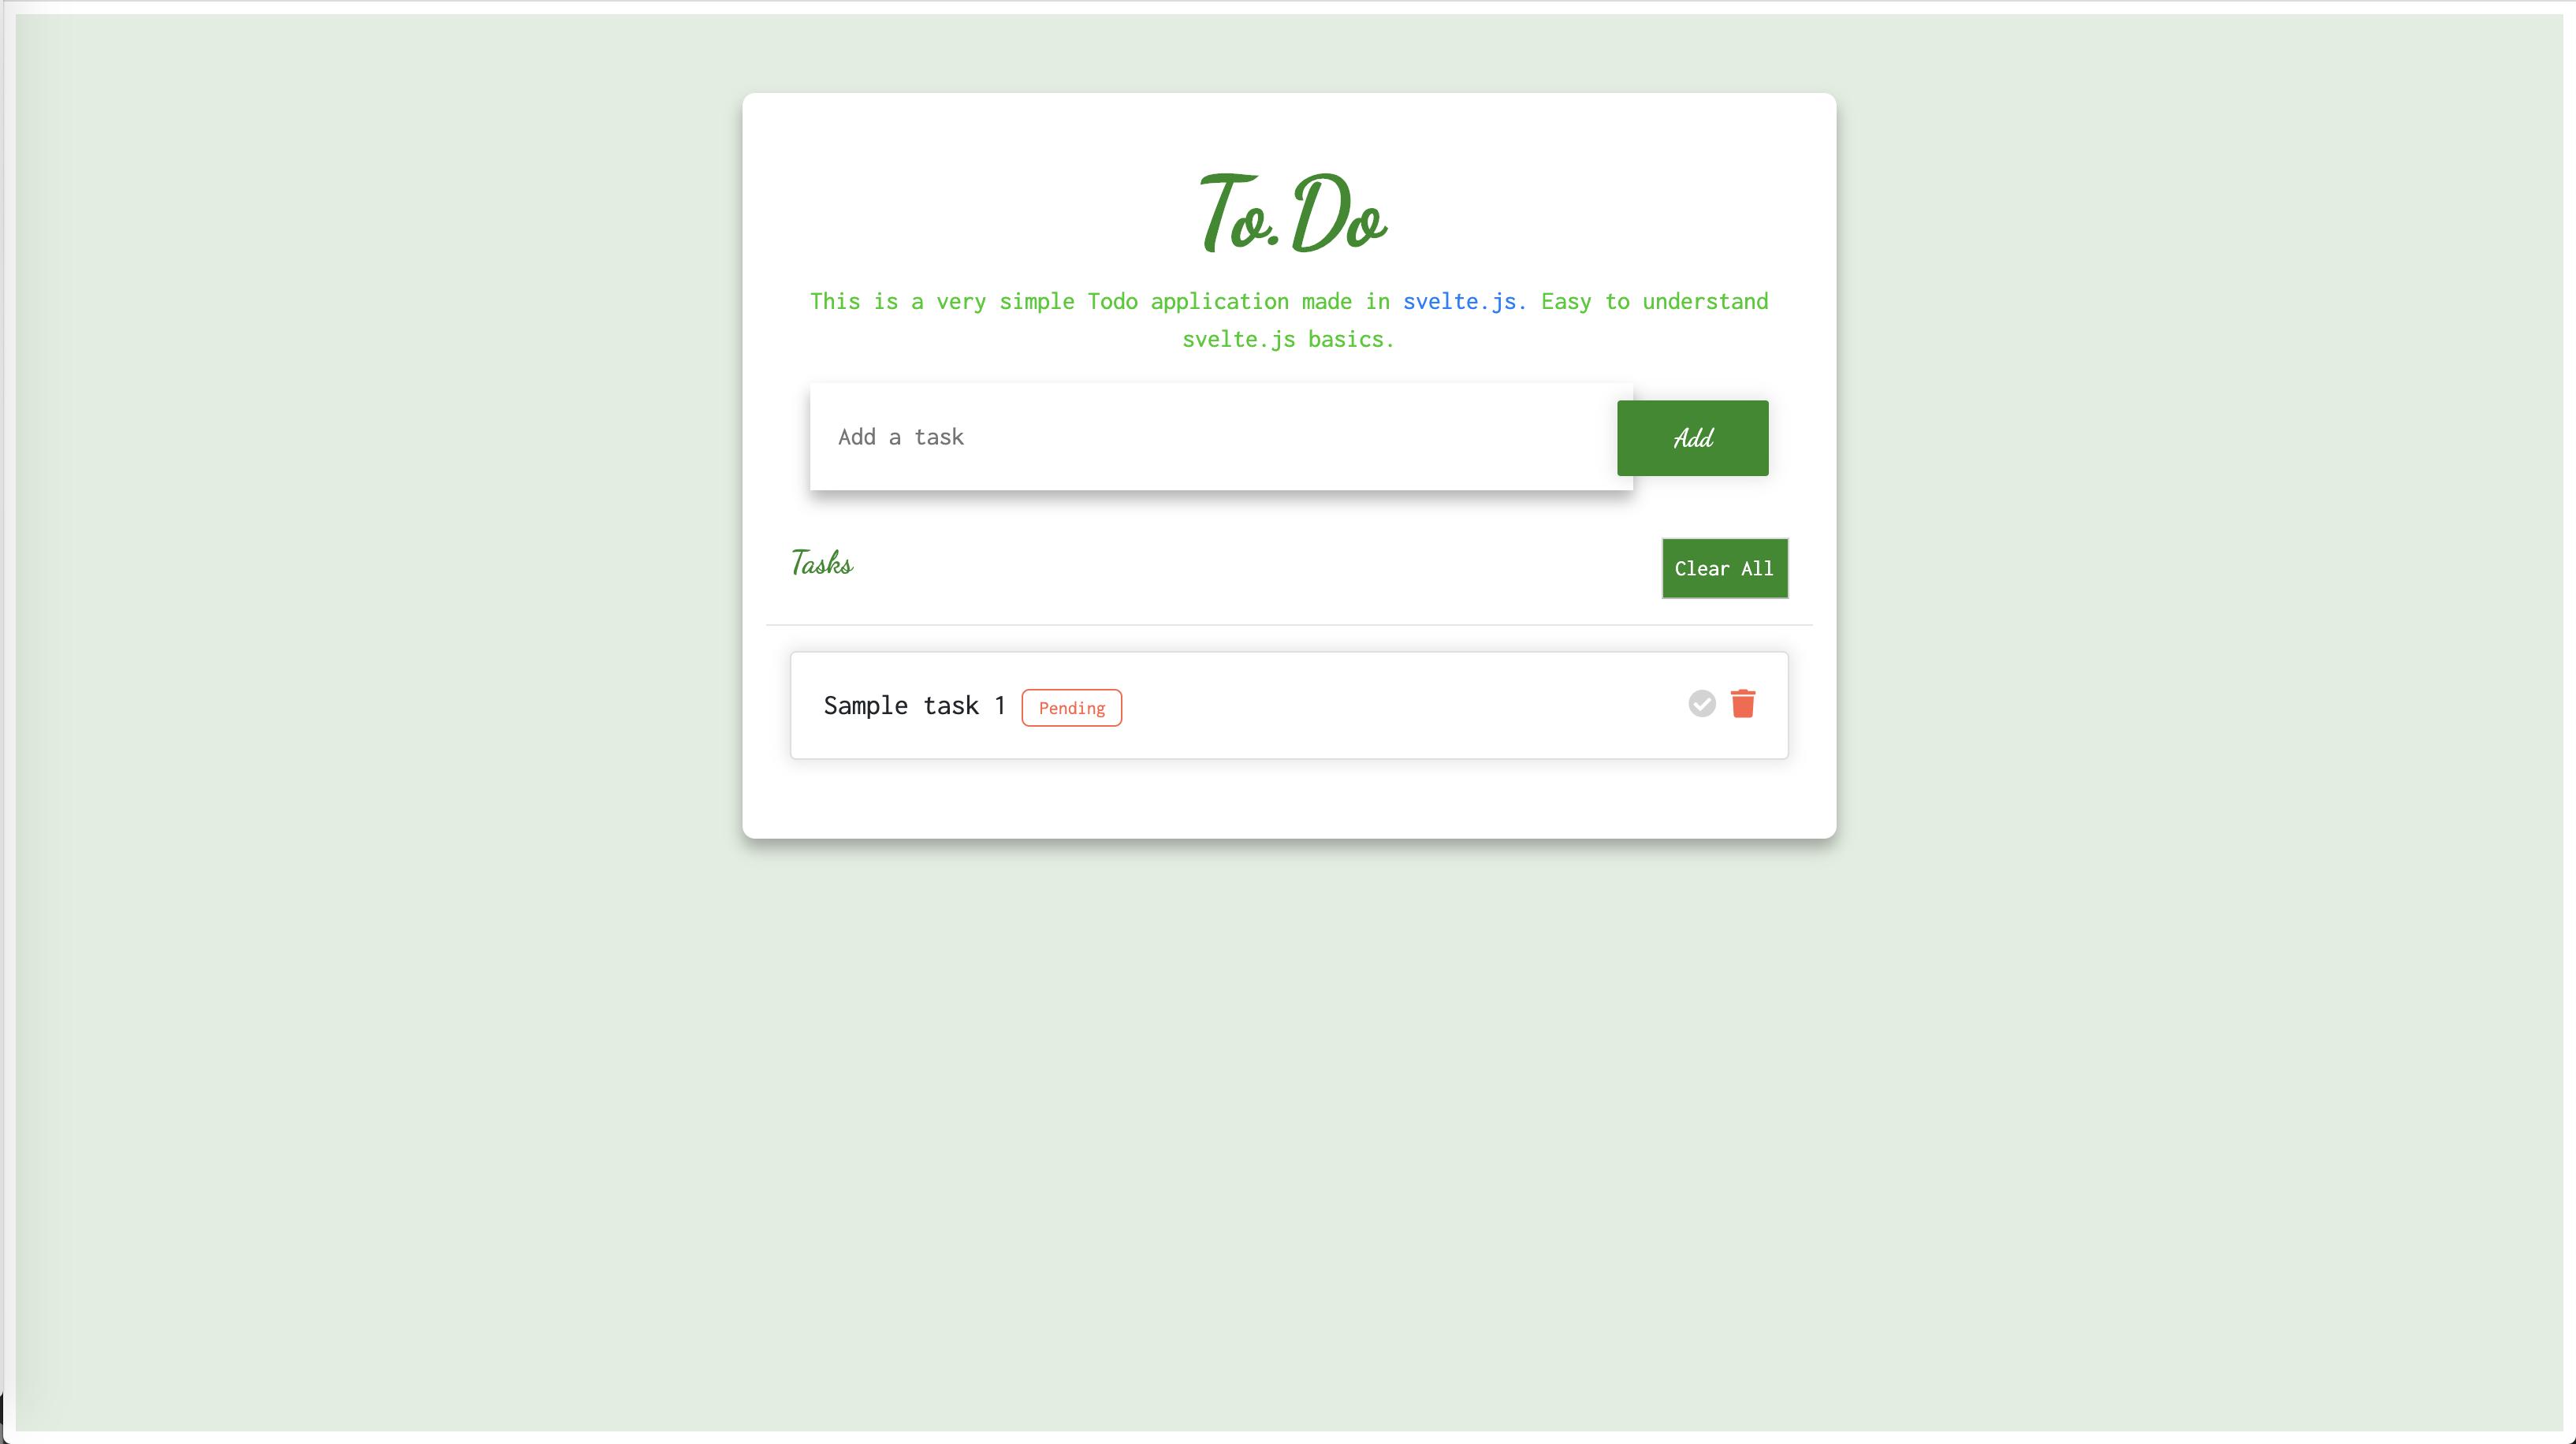 To.Do
This is a very simple Todo application made in svelte.js. Easy to understand
svelte.js basics.
Add a task
Add
Tasks
Clear All
Sample task 1 Pending